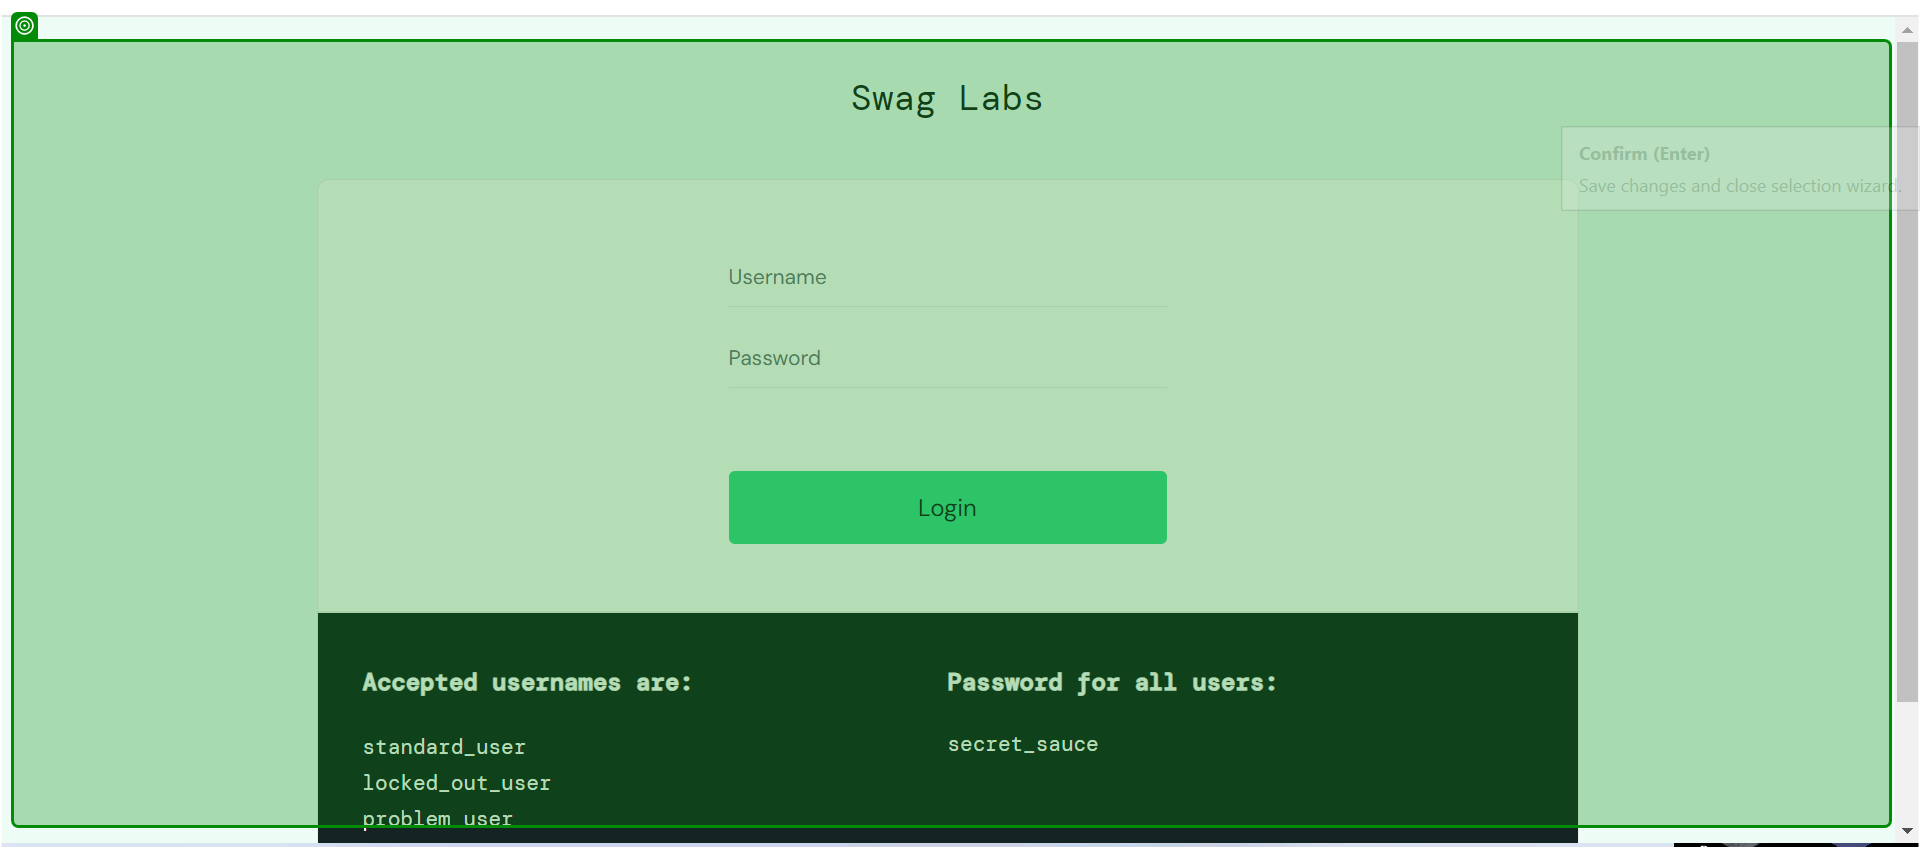 Swag Labs
Confirm (Enter)
Save changes and close selection wizard.
Username
Password
Login
Accepted usernames are:
standard_user
locked_out_user
problem_user
Password for all users:
secret_sauce